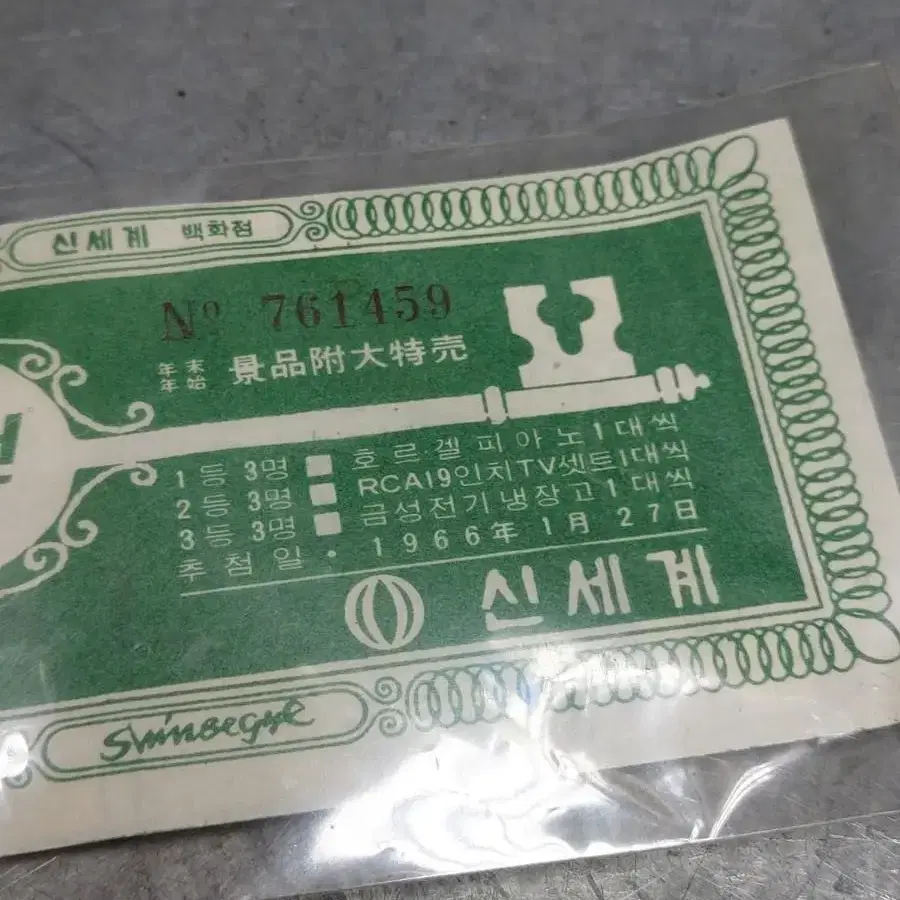 신세계 백화점
No 761459
年末
年始 景品附大特売
1등 3명 호르겔피아노1대씩
2등 3명 RCA19인치TV셋트1대씩
3등 3명 금성전기냉장고1대씩
추첨일・1966年 1月 27日
신세계
Shinsegye